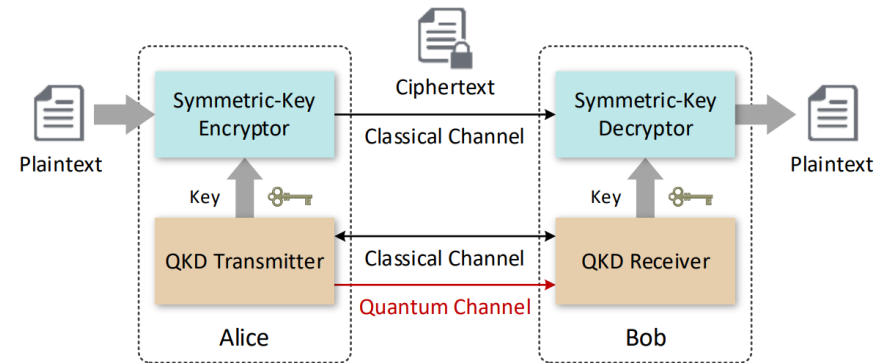 Ciphertext
Symmetric-Key
Encryptor
Symmetric-Key
Decryptor
Classical Channel
Plaintext
Plaintext
Key
Key
QKD Transmitter
Classical Channel
QKD Receiver
Quantum Channel
Alice
Bob